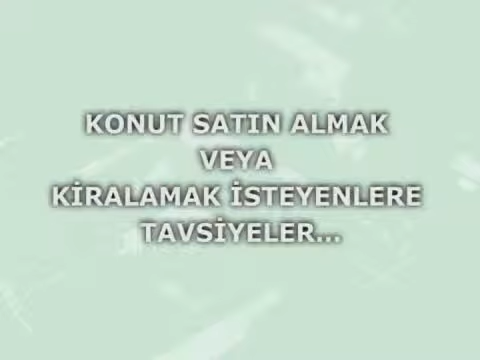 KONUT SATIN ALMAK
VEYA
KİRALAMAK İSTEYENLERE
TAVSİYELER...